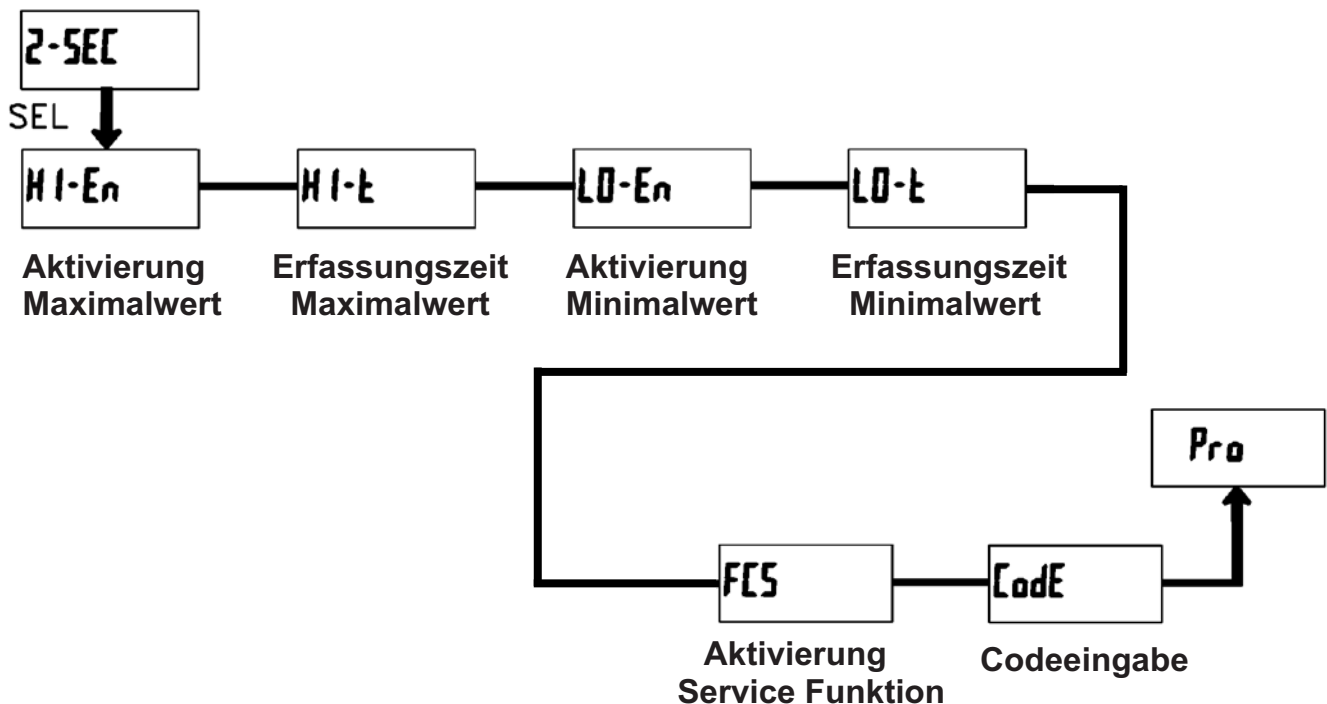 2-SEC
SEL
HI-En
HI-t
LO-En
LO-t
Aktivierung
Maximalwert
Erfassungszeit
Maximalwert
Aktivierung
Minimalwert
Erfassungszeit
Minimalwert
Pro
FCS
CodE
Aktivierung
Service Funktion
Codeeingabe